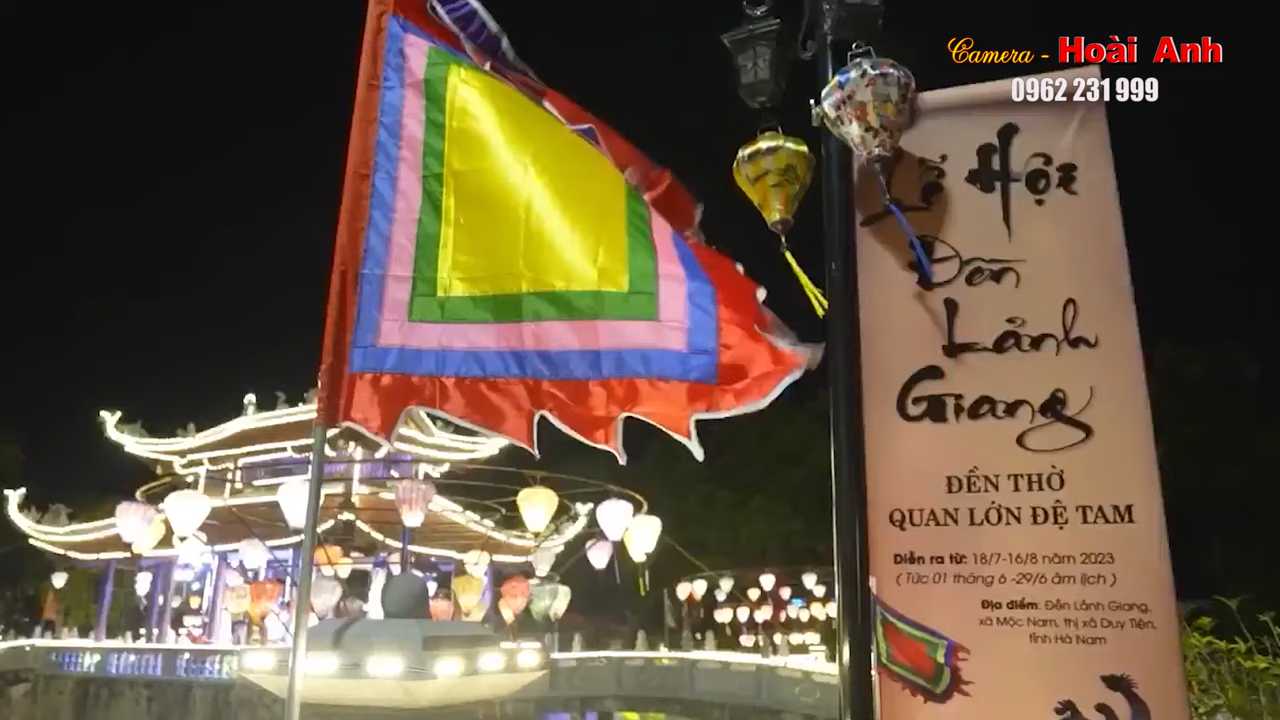 Camera - Hoài Anh
0962 231 999
Lễ Hội
Đền
Lảnh
Giang
ĐỀN THỜ
QUAN LỚN ĐỆ TAM
Diễn ra từ: 18/7-16/8 năm 2023
( Tức 01 tháng 6 -29/6 âm lịch )
Địa điểm: Đền Lảnh Giang,
xã Mộc Nam, thị xã Duy Tiên,
tỉnh Hà Nam